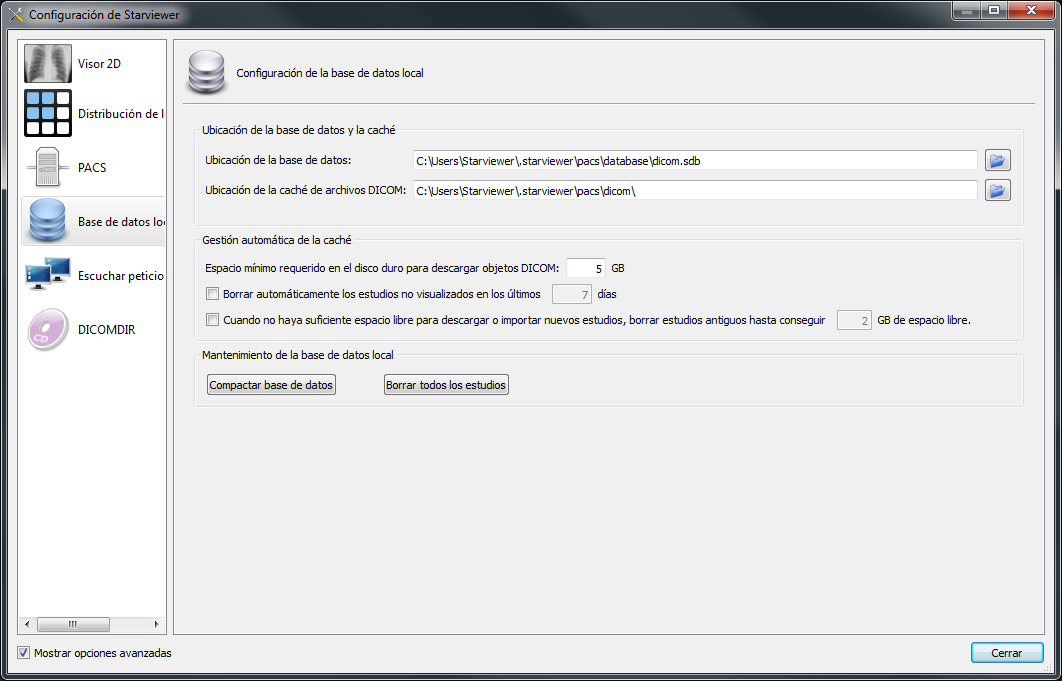 Configuración de Starviewer
Visor 2D
Distribución de l
PACS
Base de datos lo
Escuchar peticio
DICOMDIR
Configuración de la base de datos local
Ubicación de la base de datos y la caché
Ubicación de la base de datos: C:\Users\Starviewer\.starviewer\pacs\database\dicom.sdb
Ubicación de la caché de archivos DICOM: C:\Users\Starviewer\.starviewer\pacs\dicom\
Gestión automática de la caché
Espacio mínimo requerido en el disco duro para descargar objetos DICOM: 5 GB
Borrar automáticamente los estudios no visualizados en los últimos 7 días
Cuando no haya suficiente espacio libre para descargar o importar nuevos estudios, borrar estudios antiguos hasta conseguir 2 GB de espacio libre.
Mantenimiento de la base de datos local
Compactar base de datos Borrar todos los estudios
Mostrar opciones avanzadas
Cerrar